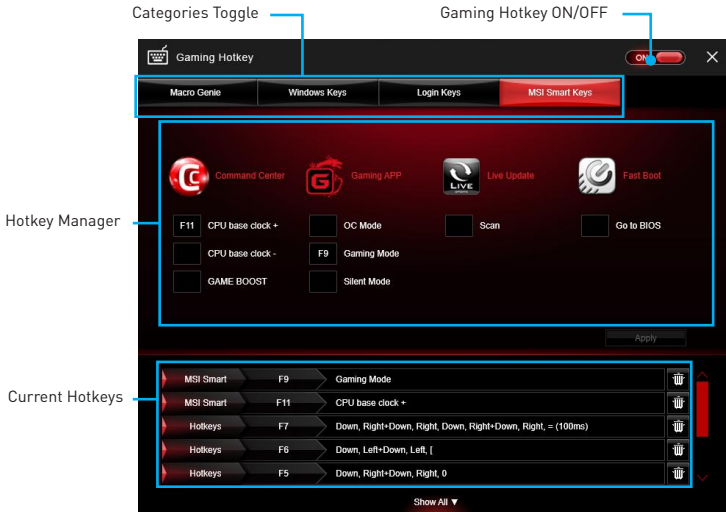 Categories Toggle
Gaming Hotkey ON/OFF
Gaming Hotkey
ON
Macro Genie
Windows Keys
Login Keys
MSI Smart Keys
Command Center
Gaming APP
LIVE
UPDATE
Live Update
Fast Boot
Hotkey Manager
F11 CPU base clock +
OC Mode
Scan
Go to BIOS
CPU base clock -
F9 Gaming Mode
GAME BOOST
Silent Mode
Apply
Current Hotkeys
MSI Smart F9 Gaming Mode
MSI Smart F11 CPU base clock +
Hotkeys F7 Down, Right+Down, Right, Down, Right+Down, Right, = (100ms)
Hotkeys F6 Down, Left+Down, Left, [
Hotkeys F5 Down, Right+Down, Right, 0
Show All ▼